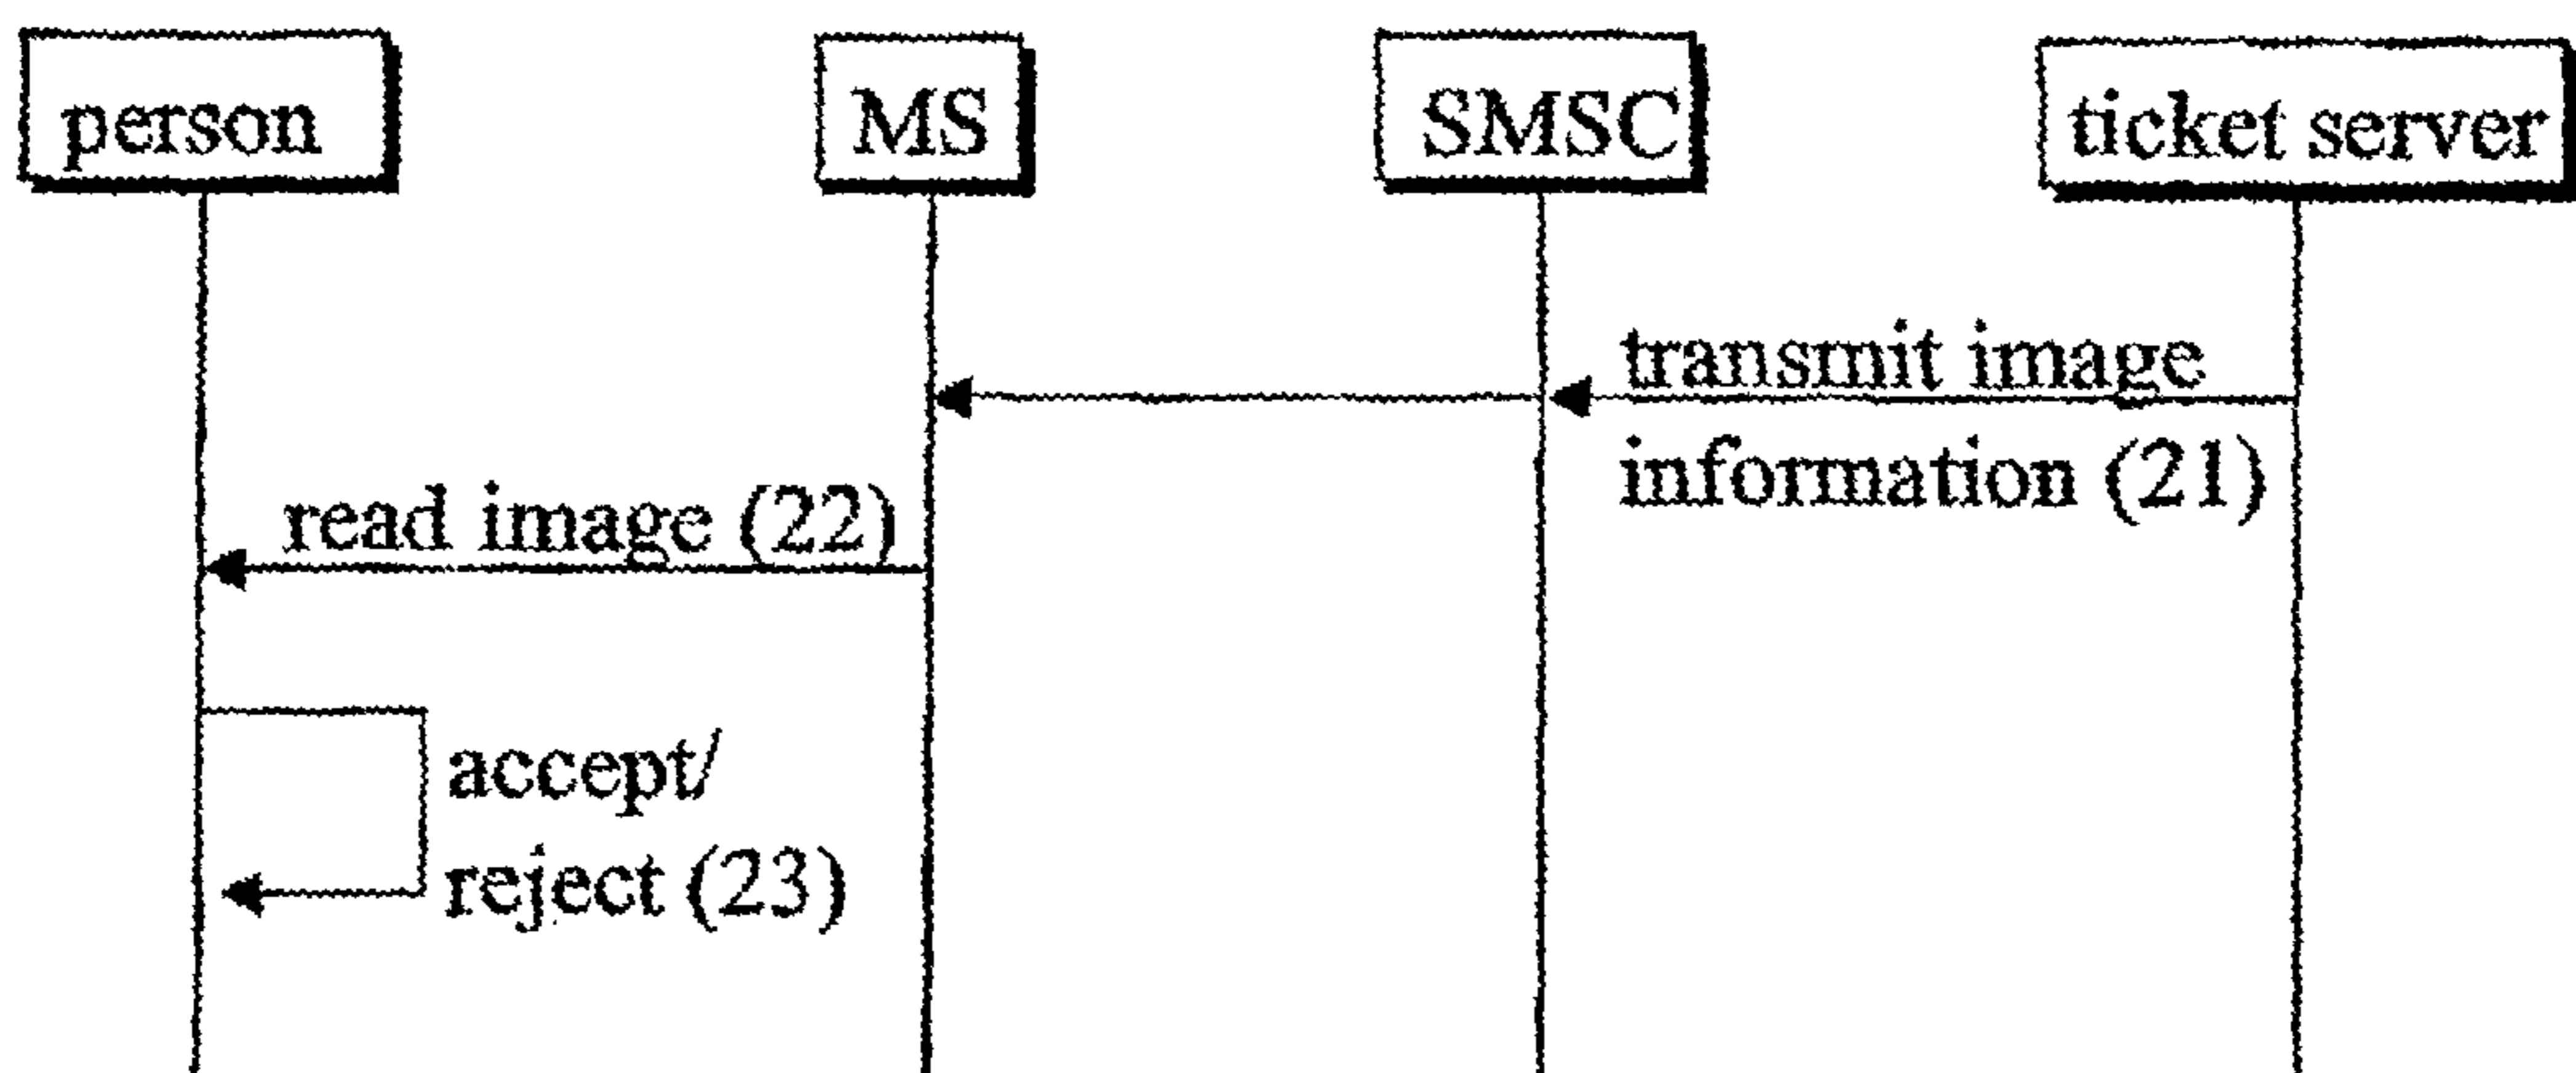 person
MS
SMSC
ticket server
transmit image
information (21)
read image (22)
accept/
reject (23)